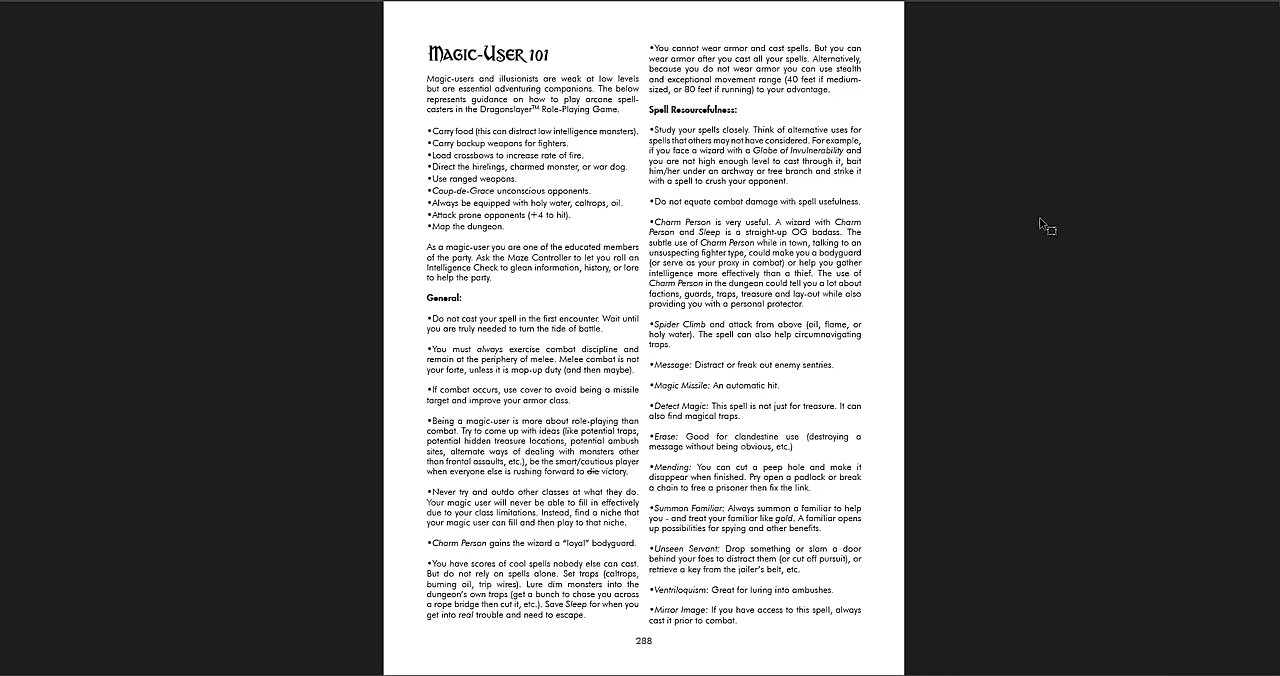 Magic-User 101
Magic-users and illusionists are weak at low levels
but are essential adventuring companions. The below
represents guidance on how to play arcane spell-
casters in the Dragonslayer™ Role-Playing Game.
•Carry food (this can distract low intelligence monsters).
•Carry backup weapons for fighters.
•Load crossbows to increase rate of fire.
•Direct the hirelings, charmed monster, or war dog.
•Use ranged weapons.
•Coup-de-Grace unconscious opponents.
•Always be equipped with holy water, caltrops, oil.
•Attack prone opponents (+4 to hit).
•Map the dungeon.
As a magic-user you are one of the educated members
of the party. Ask the Maze Controller to let you roll an
Intelligence Check to glean information, history, or lore
to help the party.
General:
•Do not cast your spell in the first encounter. Wait until
you are truly needed to turn the tide of battle.
•You must always exercise combat discipline and
remain at the periphery of melee. Melee combat is not
your forte, unless it is mop-up duty (and then maybe).
•If combat occurs, use cover to avoid being a missile
target and improve your armor class.
•Being a magic-user is more about role-playing than
combat. Try to come up with ideas (like potential traps,
potential hidden treasure locations, potential ambush
sites, alternate ways of dealing with monsters other
than frontal assaults, etc.), be the smart/cautious player
when everyone else is rushing forward to die victory.
•Never try and outdo other classes at what they do.
Your magic user will never be able to fill in effectively
due to your class limitations. Instead, find a niche that
your magic user can fill and then play to that niche.
•Charm Person gains the wizard a “loyal” bodyguard.
•You have scores of cool spells nobody else can cast.
But do not rely on spells alone. Set traps (caltrops,
burning oil, trip wires). Lure dim monsters into the
dungeon’s own traps (get a bunch to chase you across
a rope bridge then cut it, etc.). Save Sleep for when you
get into real trouble and need to escape.
•You cannot wear armor and cast spells. But you can
wear armor after you cast all your spells. Alternatively,
because you do not wear armor you can use stealth
and exceptional movement range (40 feet if medium-
sized, or 80 feet if running) to your advantage.
Spell Resourcefulness:
•Study your spells closely. Think of alternative uses for
spells that others may not have considered. For example,
if you face a wizard with a Globe of Invulnerability and
you are not high enough level to cast through it, bait
him/her under an archway or tree branch and strike it
with a spell to crush your opponent.
•Do not equate combat damage with spell usefulness.
•Charm Person is very useful. A wizard with Charm
Person and Sleep is a straight-up OG badass. The
subtle use of Charm Person while in town, talking to an
unsuspecting fighter type, could make you a bodyguard
(or serve as your proxy in combat) or help you gather
intelligence more effectively than a thief. The use of
Charm Person in the dungeon could tell you a lot about
factions, guards, traps, treasure and lay-out while also
providing you with a personal protector.
•Spider Climb and attack from above (oil, flame, or
holy water). The spell can also help circumnavigating
traps.
•Message: Distract or freak out enemy sentries.
•Magic Missile: An automatic hit.
•Detect Magic: This spell is not just for treasure. It can
also find magical traps.
•Erase: Good for clandestine use (destroying a
message without being obvious, etc.)
•Mending: You can cut a peep hole and make it
disappear when finished. Pry open a padlock or break
a chain to free a prisoner then fix the link.
•Summon Familiar: Always summon a familiar to help
you - and treat your familiar like gold. A familiar opens
up possibilities for spying and other benefits.
•Unseen Servant: Drop something or slam a door
behind your foes to distract them (or cut off pursuit), or
retrieve a key from the jailer’s belt, etc.
•Ventriloquism: Great for luring into ambushes.
•Mirror Image: If you have access to this spell, always
cast it prior to combat.
288